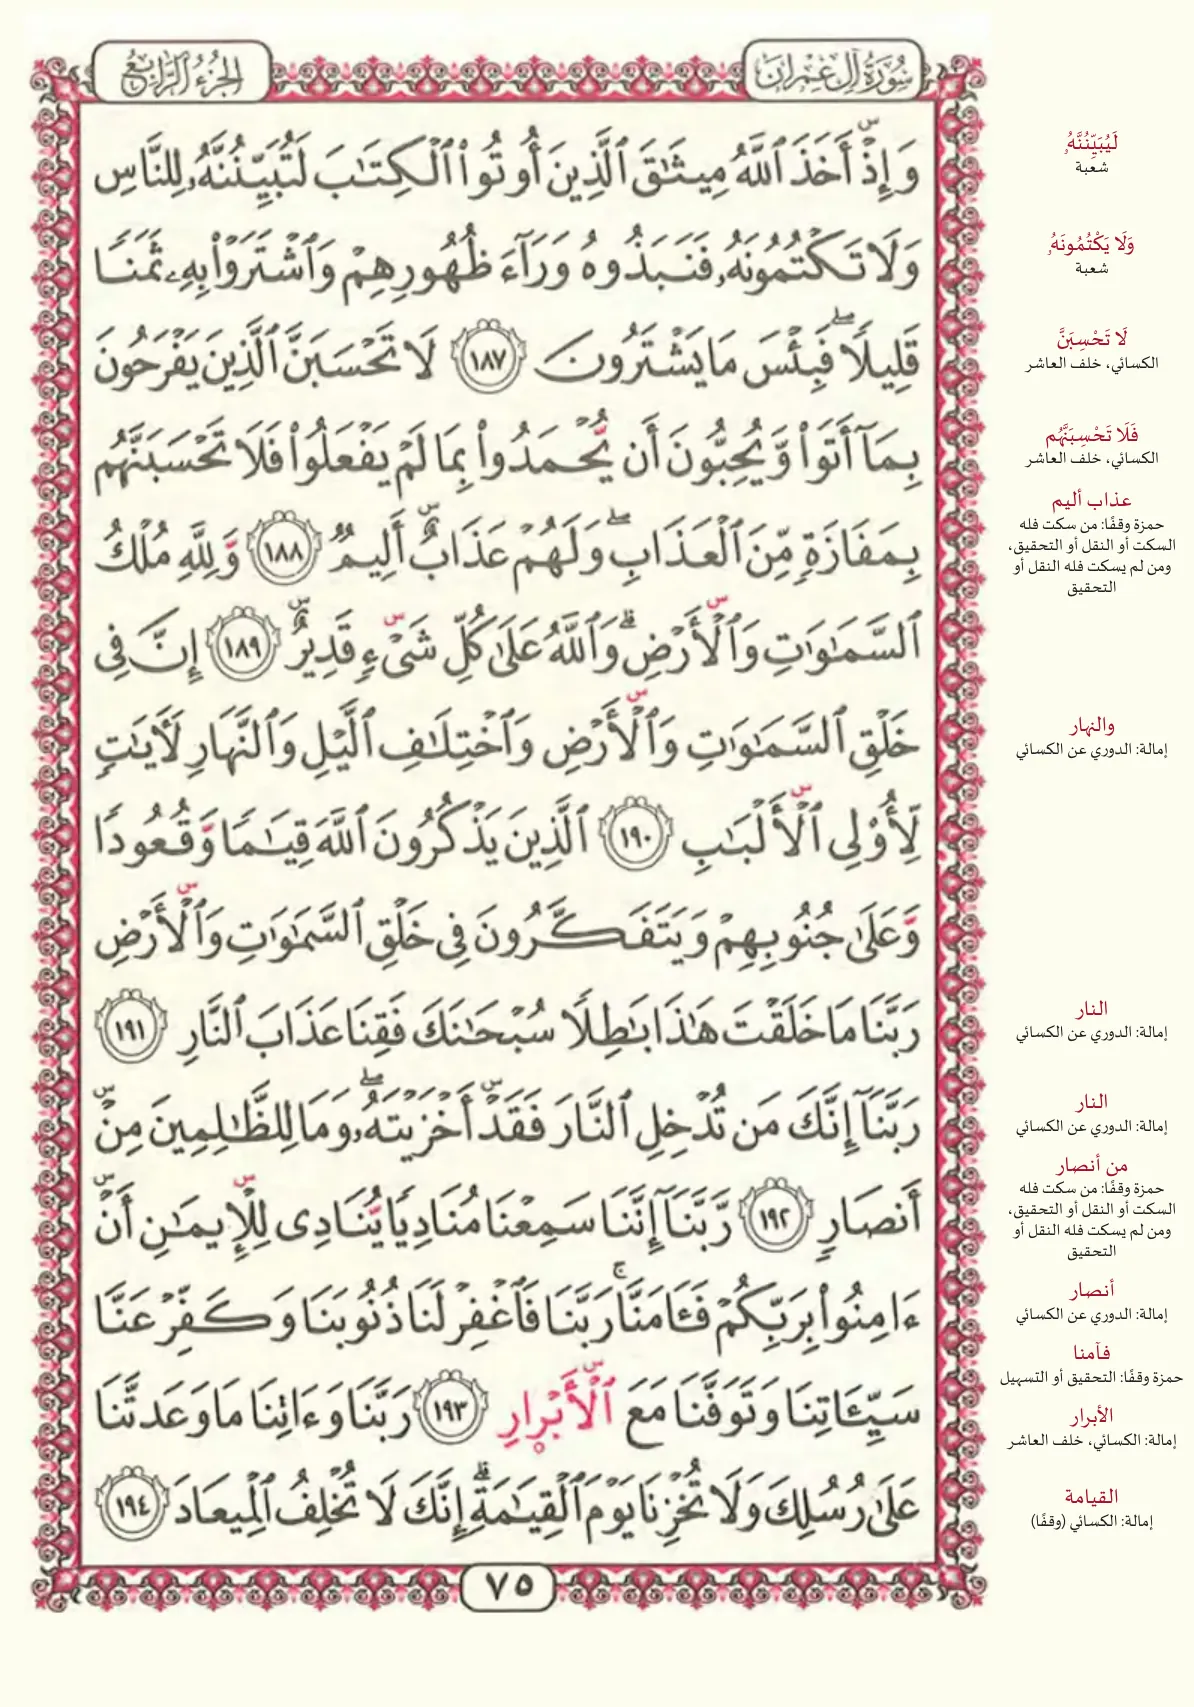 سُورَةُ آلِ عِمْرَان
الجُزْءُ الرَّابِعُ
وَإِذْ أَخَذَ ٱللَّهُ مِيثَٰقَ ٱلَّذِينَ أُوتُوا۟ ٱلْكِتَٰبَ لَتُبَيِّنُنَّهُۥ لِلنَّاسِ
وَلَا تَكْتُمُونَهُۥ فَنَبَذُوهُ وَرَآءَ ظُهُورِهِمْ وَٱشْتَرَوْا۟ بِهِۦ ثَمَنًا
قَلِيلًا ۖ فَبِئْسَ مَا يَشْتَرُونَ ١٨٧ لَا تَحْسَبَنَّ ٱلَّذِينَ يَفْرَحُونَ
بِمَآ أَتَوا۟ وَّيُحِبُّونَ أَن يُّحْمَدُوا۟ بِمَا لَمْ يَفْعَلُوا۟ فَلَا تَحْسَبَنَّهُم
بِمَفَازَةٍ مِّنَ ٱلْعَذَابِ ۖ وَلَهُمْ عَذَابٌ أَلِيمٌ ١٨٨ وَّلِلَّهِ مُلْكُ
ٱلسَّمَٰوَٰتِ وَٱلْأَرْضِ ۗ وَٱللَّهُ عَلَىٰ كُلِّ شَىْءٍ قَدِيرٌ ١٨٩ إِنَّ فِى
خَلْقِ ٱلسَّمَٰوَٰتِ وَٱلْأَرْضِ وَٱخْتِلَٰفِ ٱلَّيْلِ وَٱلنَّهَارِ لَـَٔايَٰتٍ
لِّأُو۟لِى ٱلْأَلْبَٰبِ ١٩٠ ٱلَّذِينَ يَذْكُرُونَ ٱللَّهَ قِيَٰمًا وَّقُعُودًا
وَّعَلَىٰ جُنُوبِهِمْ وَيَتَفَكَّرُونَ فِى خَلْقِ ٱلسَّمَٰوَٰتِ وَٱلْأَرْضِ
رَبَّنَا مَا خَلَقْتَ هَٰذَا بَٰطِلًا سُبْحَٰنَكَ فَقِنَا عَذَابَ ٱلنَّارِ ١٩١
رَبَّنَآ إِنَّكَ مَن تُدْخِلِ ٱلنَّارَ فَقَدْ أَخْزَيْتَهُۥ ۖ وَمَا لِلظَّٰلِمِينَ مِنْ
أَنصَارٍ ١٩٢ رَّبَّنَآ إِنَّنَا سَمِعْنَا مُنَادِيًا يُّنَادِى لِلْإِيمَٰنِ أَنْ
ءَامِنُوا۟ بِرَبِّكُمْ فَـَٔامَنَّا ۚ رَبَّنَا فَٱغْفِرْ لَنَا ذُنُوبَنَا وَكَفِّرْ عَنَّا
سَيِّـَٔاتِنَا وَتَوَفَّنَا مَعَ ٱلْأَبْرَارِ ١٩٣ رَبَّنَا وَءَاتِنَا مَا وَعَدتَّنَا
عَلَىٰ رُسُلِكَ وَلَا تُخْزِنَا يَوْمَ ٱلْقِيَٰمَةِ ۗ إِنَّكَ لَا تُخْلِفُ ٱلْمِيعَادَ ١٩٤
٧٥
لَيُبَيِّنُنَّهُۥ
شعبة
وَلَا يَكْتُمُونَهُۥ
شعبة
لَا تَحْسِبَنَّ
الكسائي، خلف العاشر
فَلَا تَحْسِبَنَّهُم
الكسائي، خلف العاشر
عذاب أليم
حمزة وقفًا: من سكت فله
السكت أو النقل أو التحقيق،
ومن لم يسكت فله النقل أو
التحقيق
والنهار
إمالة: الدوري عن الكسائي
النار
إمالة: الدوري عن الكسائي
النار
إمالة: الدوري عن الكسائي
من أنصار
حمزة وقفًا: من سكت فله
السكت أو النقل أو التحقيق،
ومن لم يسكت فله النقل أو
التحقيق
أنصار
إمالة: الدوري عن الكسائي
فآمنا
حمزة وقفًا: التحقيق أو التسهيل
الأبرار
إمالة: الكسائي، خلف العاشر
القيامة
إمالة: الكسائي (وقفًا)